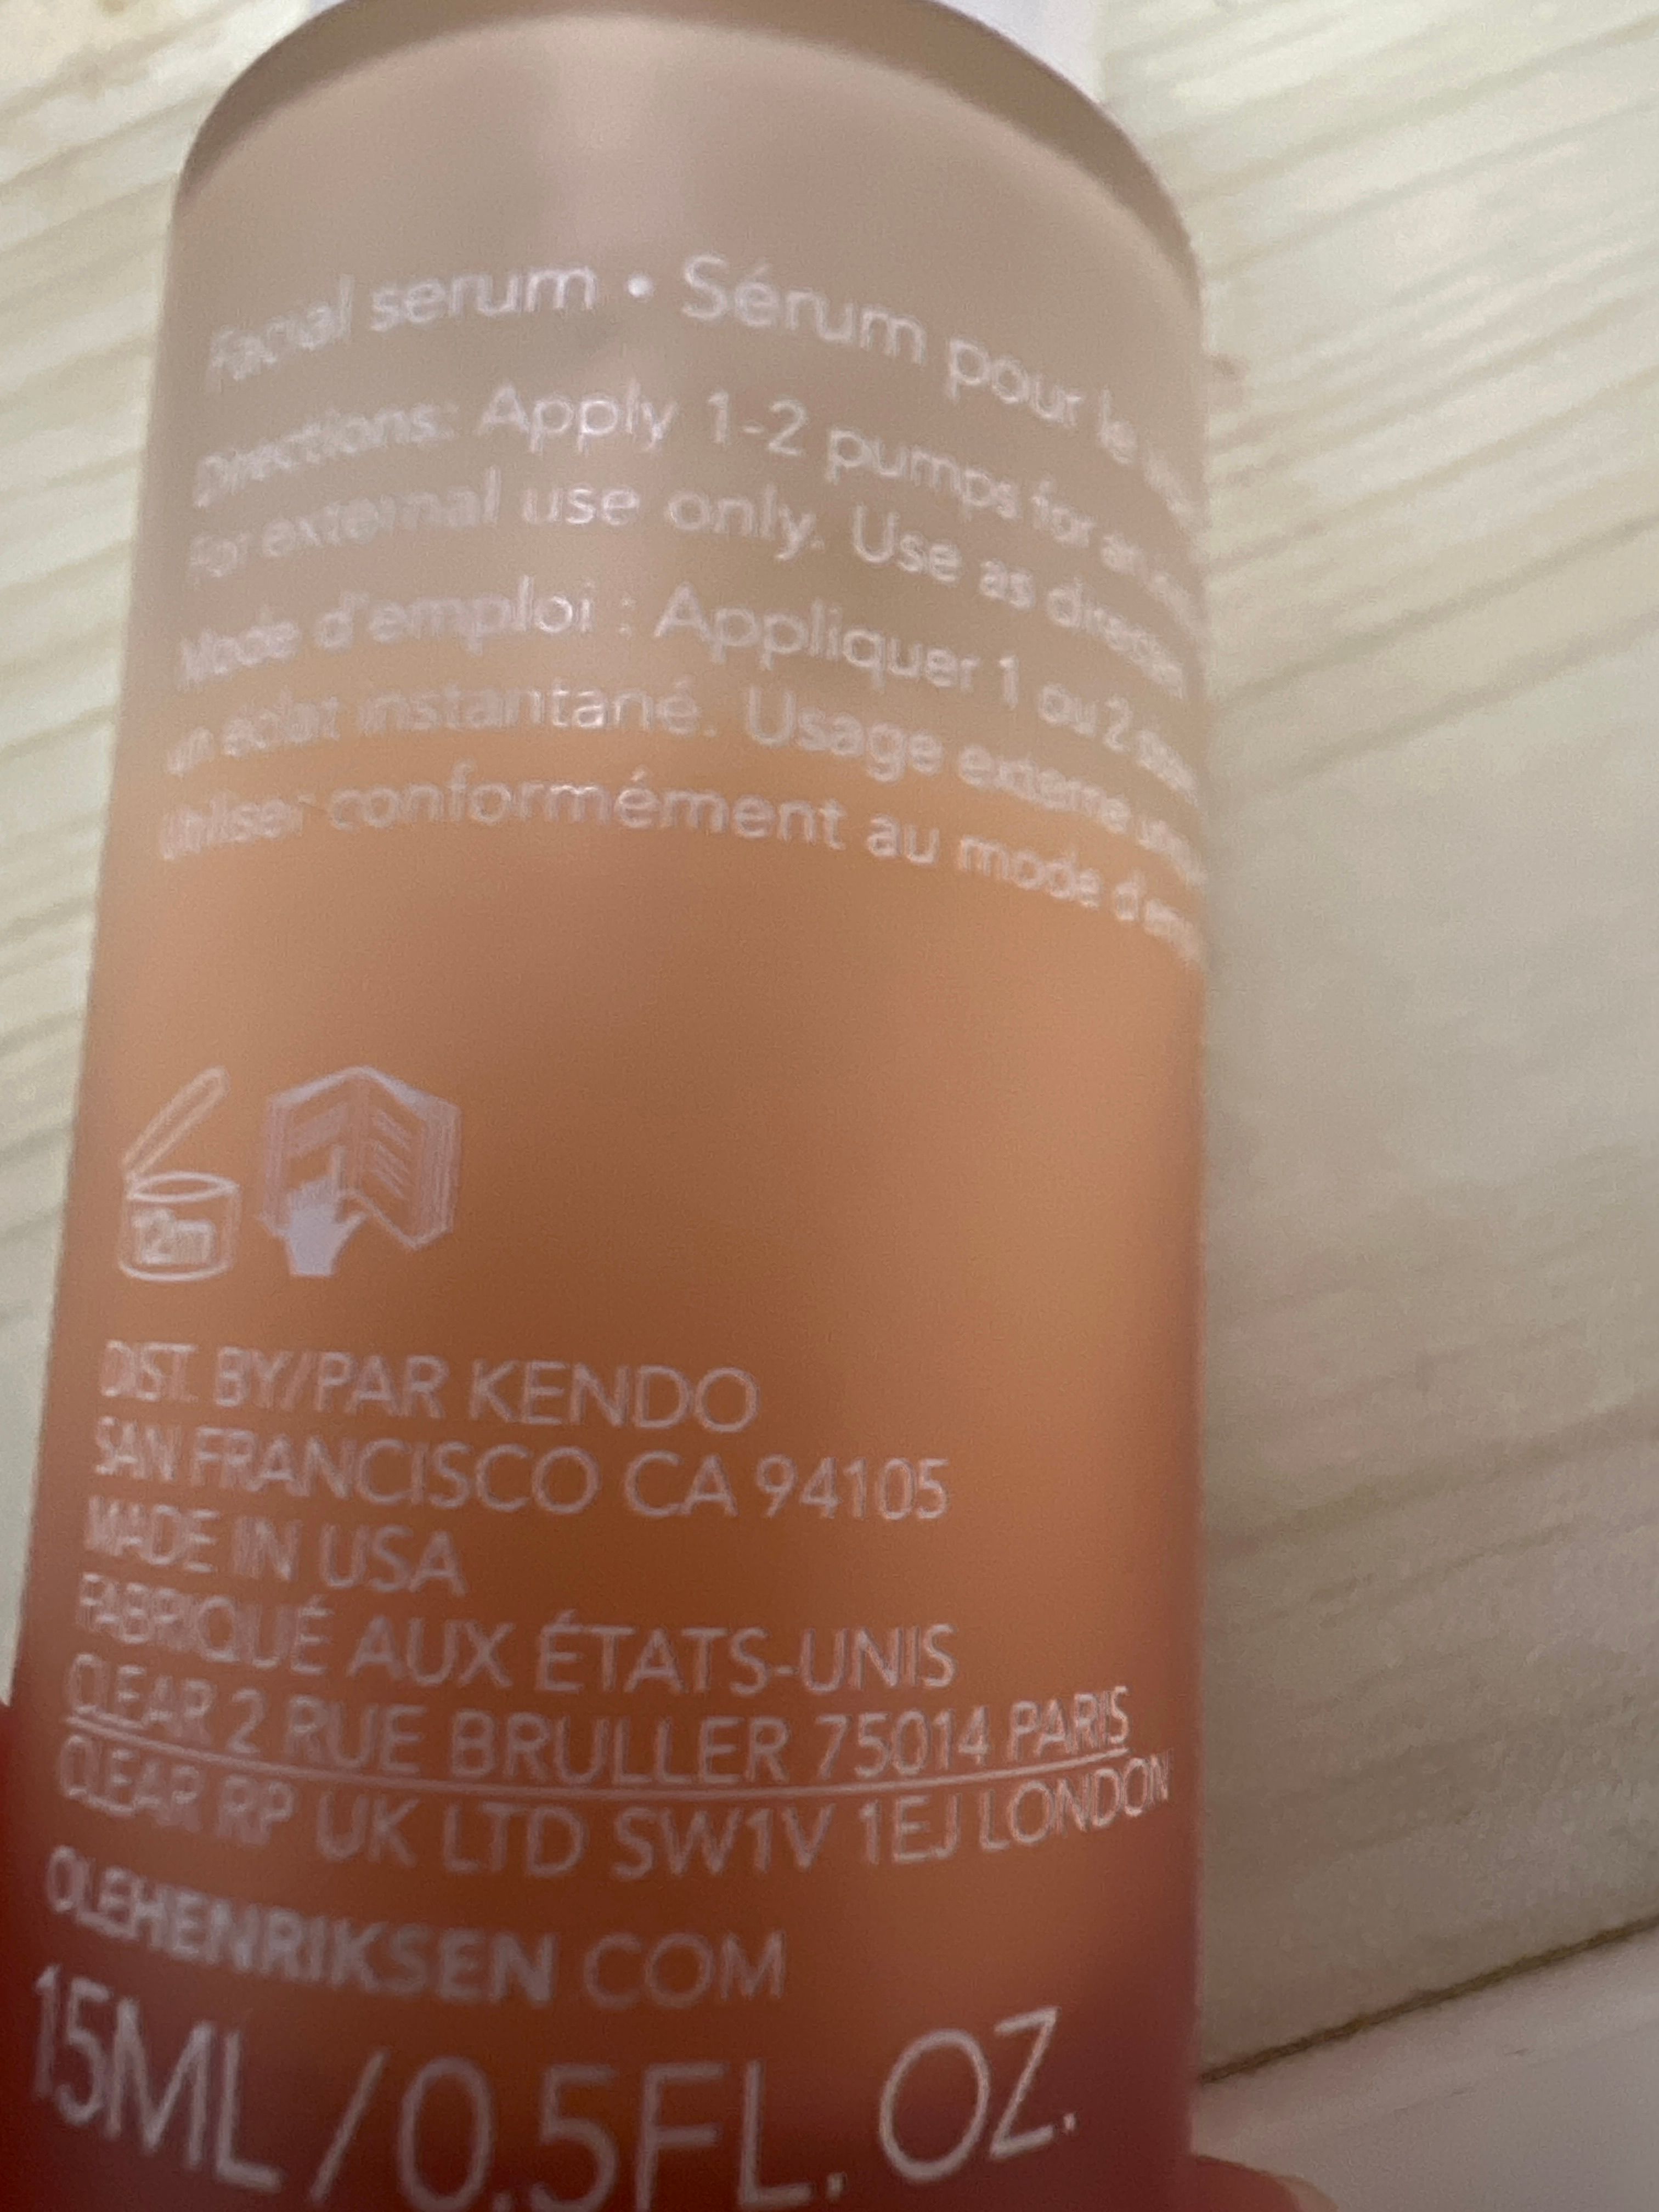 Facial serum • Sérum pour le
Directions: Apply 1-2 pumps for an
For external use only. Use as directed
Mode d'emploi : Appliquer 1 ou 2
un éclat instantané. Usage externe
Utiliser conformément au mode
12m
DIST. BY/PAR KENDO
SAN FRANCISCO CA 94105
MADE IN USA
FABRIQUÉ AUX ÉTATS-UNIS
CLEAR 2 RUE BRULLER 75014 PARIS
CLEAR RP UK LTD SW1V 1EJ LONDON
OLEHENRIKSEN.COM
15ML / 0.5FL. OZ.